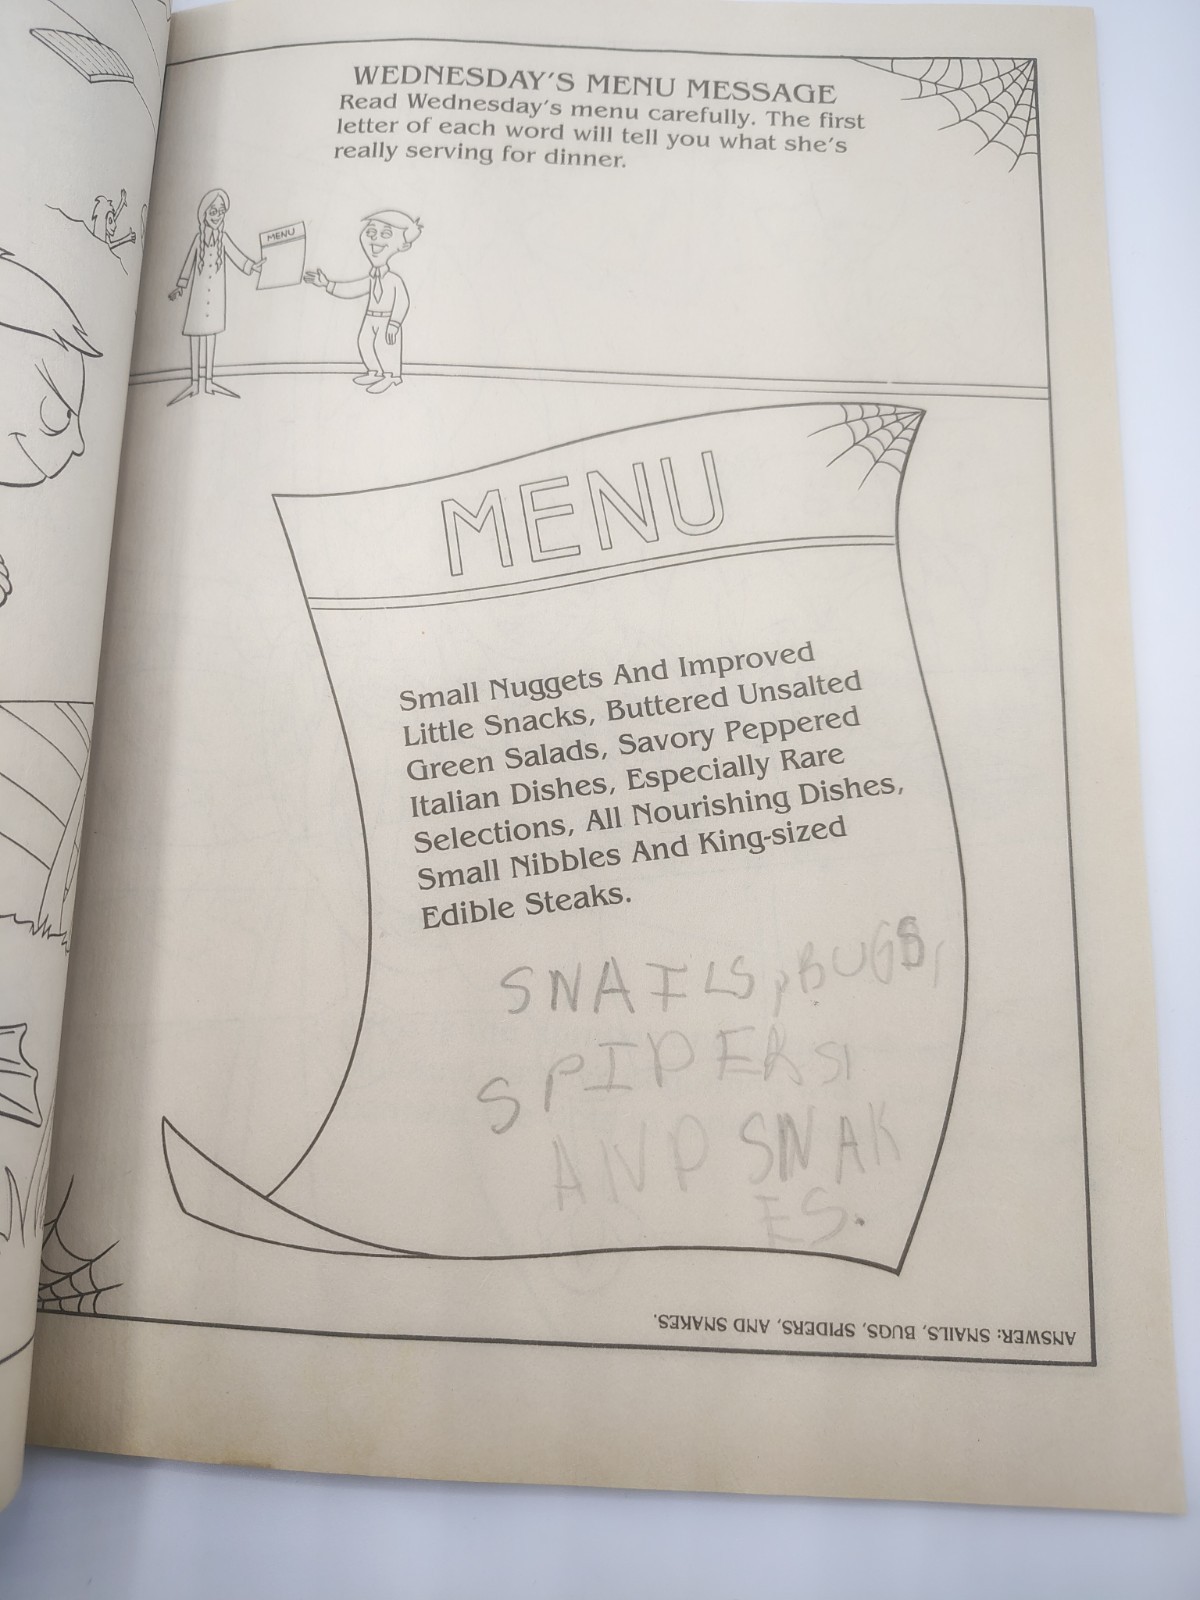 WEDNESDAY'S MENU MESSAGE
Read Wednesday's menu carefully. The first
letter of each word will tell you what she's
really serving for dinner.
MENU
MENU
Small Nuggets And Improved
Little Snacks, Buttered Unsalted
Green Salads, Savory Peppered
Italian Dishes, Especially Rare
Selections, All Nourishing Dishes,
Small Nibbles And King-sized
Edible Steaks.
SNAILS, BUGS,
SPIDERS,
AND SNAK
ES.
ANSWER: SNAILS, BUGS, SPIDERS, AND SNAKES.